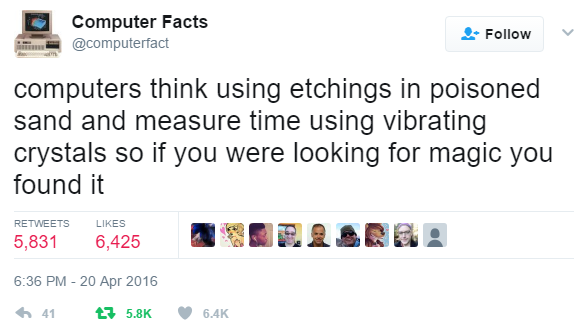 Computer Facts
@computerfact
Follow
computers think using etchings in poisoned
sand and measure time using vibrating
crystals so if you were looking for magic you
found it
RETWEETS LIKES
5,831 6,425
6:36 PM - 20 Apr 2016
41 5.8K 6.4K